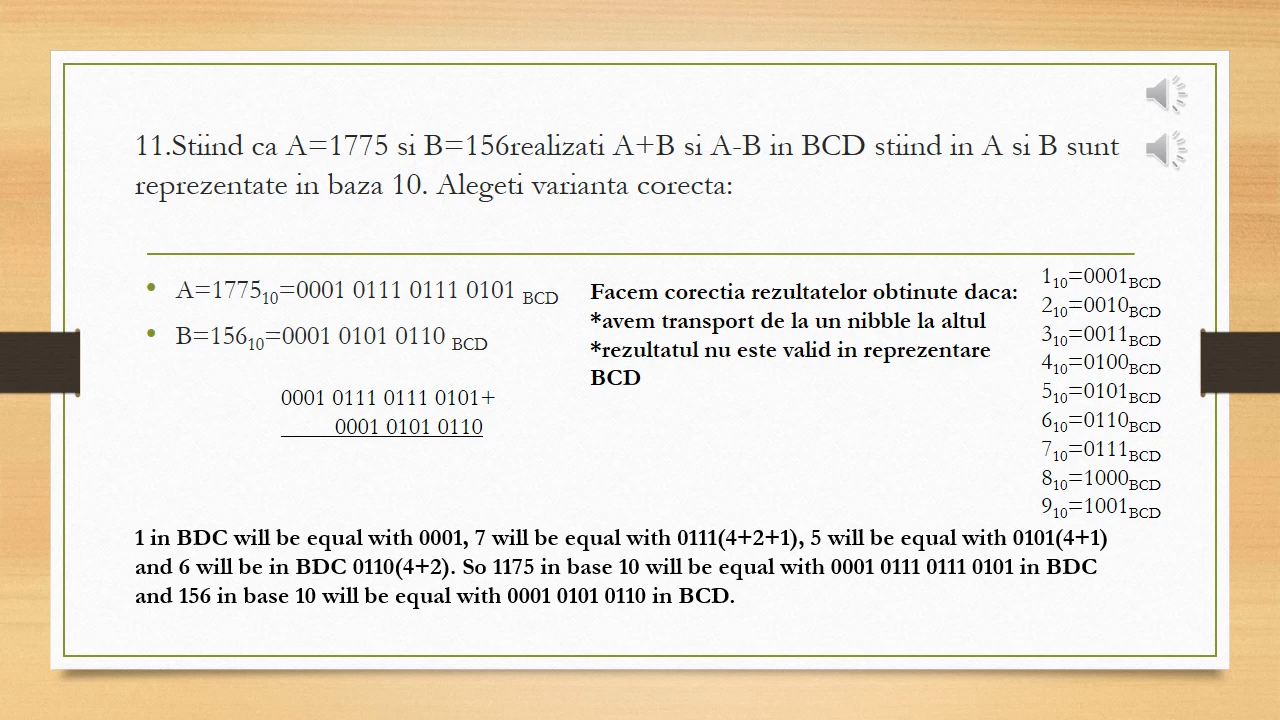 11.Stiind ca A=1775 si B=156realizati A+B si A-B in BCD stiind in A si B sunt
reprezentate in baza 10. Alegeti varianta corecta:
• A=1775₁₀=0001 0111 0111 0101 BCD
• B=156₁₀=0001 0101 0110 BCD
0001 0111 0111 0101+
0001 0101 0110
Facem corectia rezultatelor obtinute daca:
*avem transport de la un nibble la altul
*rezultatul nu este valid in reprezentare
BCD
1₁₀=0001BCD
2₁₀=0010BCD
3₁₀=0011BCD
4₁₀=0100BCD
5₁₀=0101BCD
6₁₀=0110BCD
7₁₀=0111BCD
8₁₀=1000BCD
9₁₀=1001BCD
1 in BDC will be equal with 0001, 7 will be equal with 0111(4+2+1), 5 will be equal with 0101(4+1)
and 6 will be in BDC 0110(4+2). So 1175 in base 10 will be equal with 0001 0111 0111 0101 in BDC
and 156 in base 10 will be equal with 0001 0101 0110 in BCD.